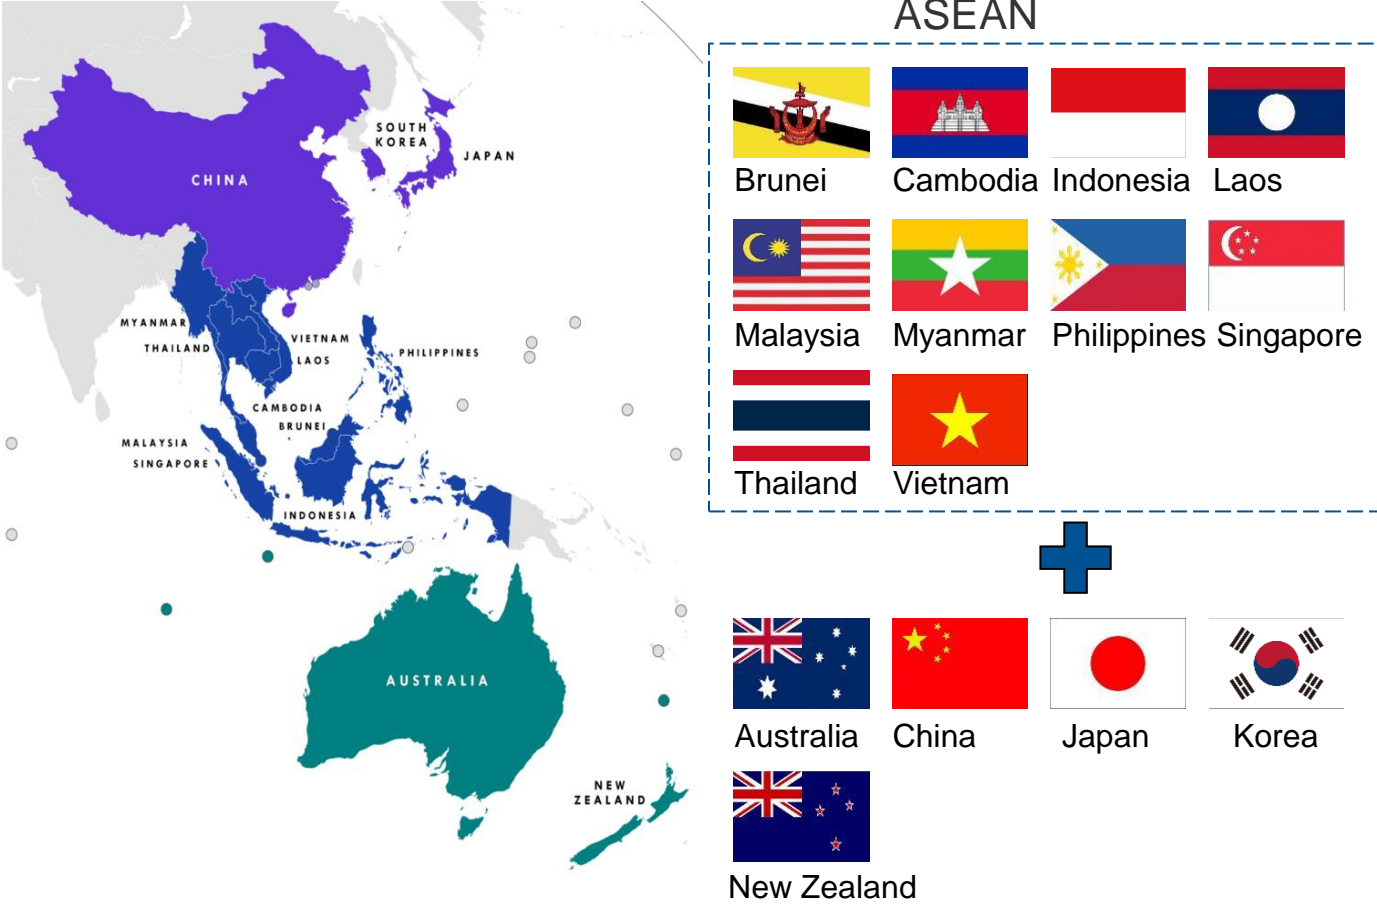 ASEAN
SOUTH
KOREA
JAPAN
CHINA
MYANMAR
THAILAND
VIETNAM
LAOS
PHILIPPINES
CAMBODIA
BRUNEI
MALAYSIA
SINGAPORE
INDONESIA
AUSTRALIA
NEW
ZEALAND
Brunei Cambodia Indonesia Laos
Malaysia Myanmar Philippines Singapore
Thailand Vietnam
Australia China Japan Korea
New Zealand